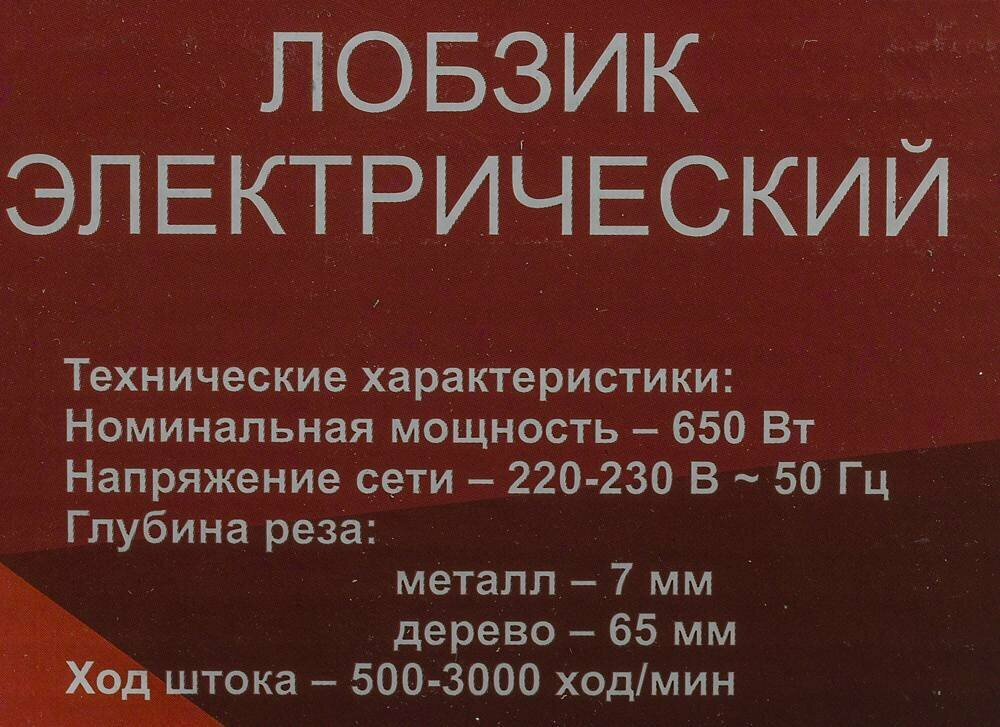 ЛОБЗИК
ЭЛЕКТРИЧЕСКИЙ
Технические характеристики:
Номинальная мощность – 650 Вт
Напряжение сети – 220-230 В ~ 50 Гц
Глубина реза:
металл – 7 мм
дерево – 65 мм
Ход штока – 500-3000 ход/мин